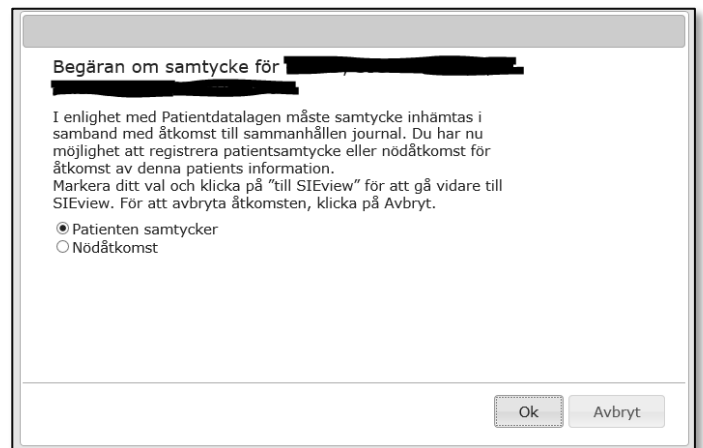 Begäran om samtycke för
I enlighet med Patientdatalagen måste samtycke inhämtas i
samband med åtkomst till sammanhållen journal. Du har nu
möjlighet att registrera patientsamtycke eller nödåtkomst för
åtkomst av denna patients information.
Markera ditt val och klicka på ”till SIEview” för att gå vidare till
SIEview. För att avbryta åtkomsten, klicka på Avbryt.
Patienten samtycker
Nödåtkomst
Ok Avbryt